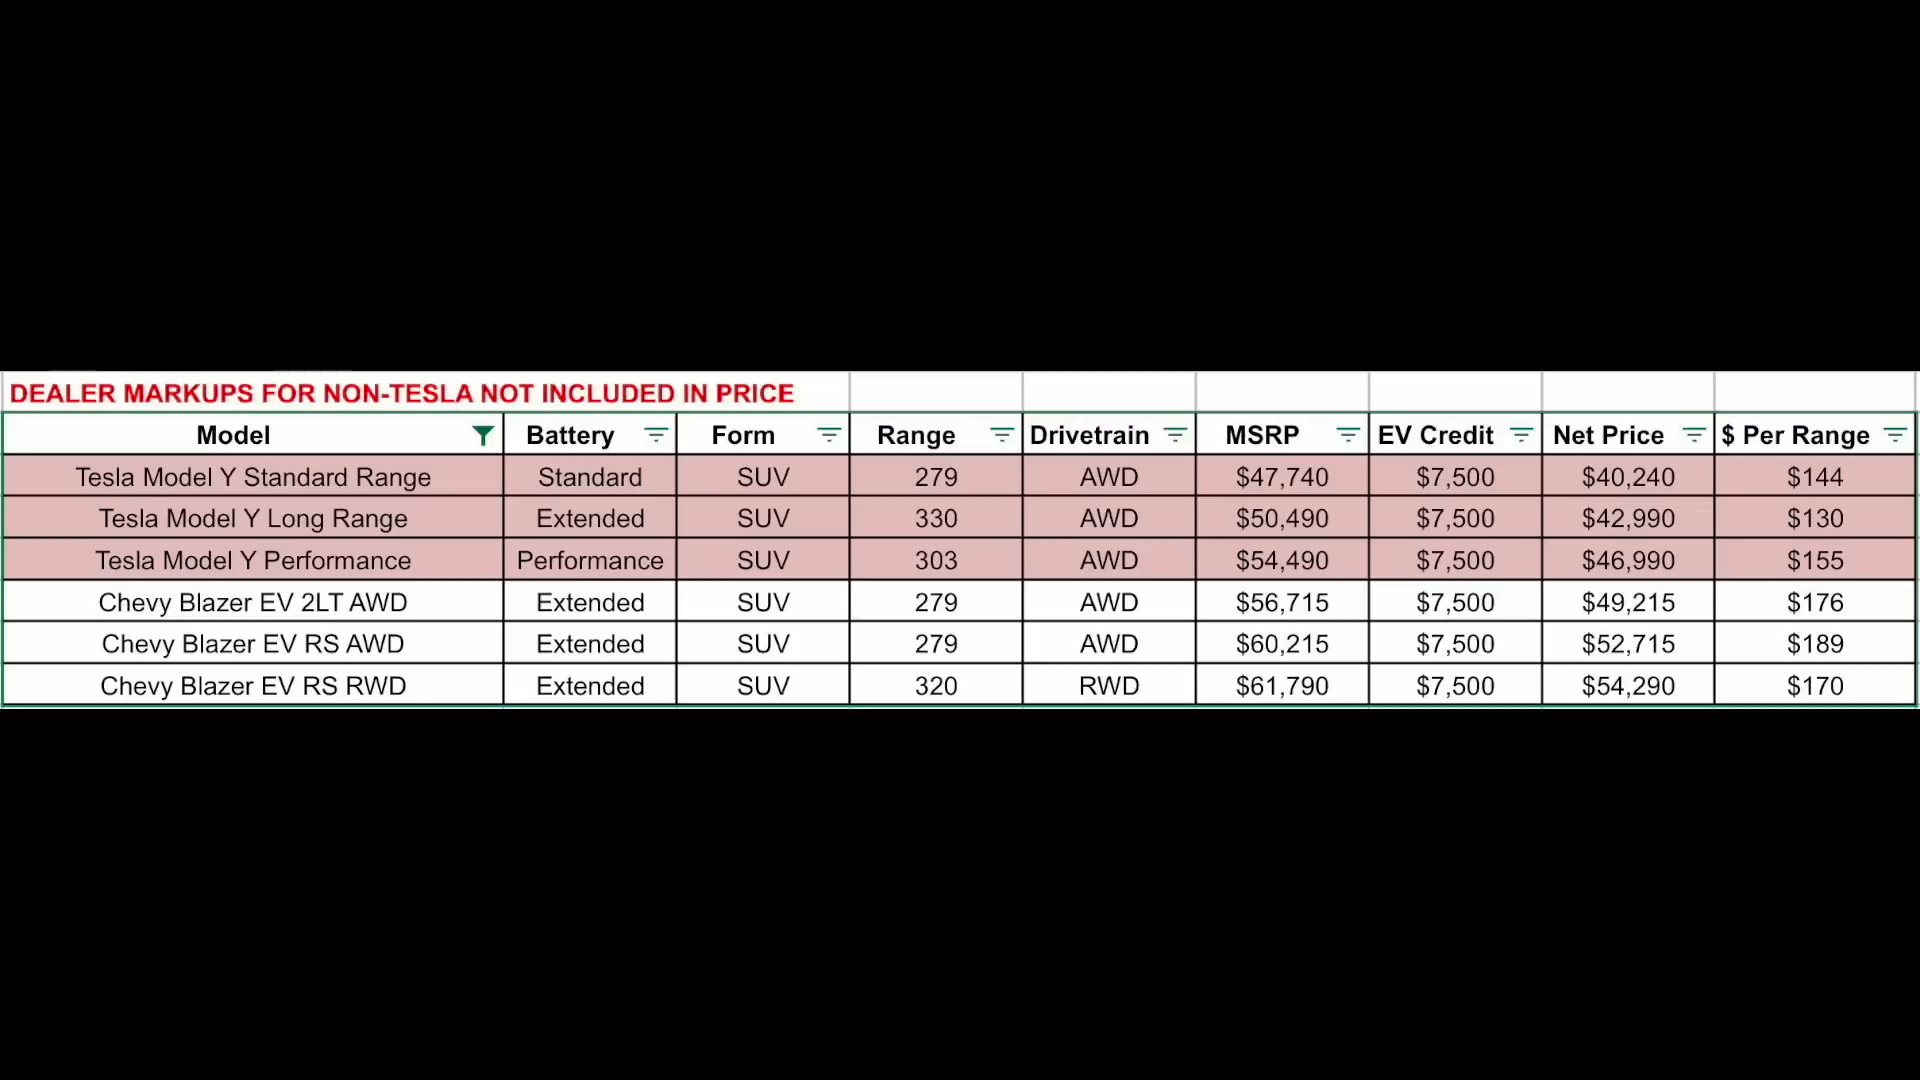 DEALER MARKUPS FOR NON-TESLA NOT INCLUDED IN PRICE
Model Battery Form Range Drivetrain MSRP EV Credit Net Price $ Per Range
Tesla Model Y Standard Range Standard SUV 279 AWD $47,740 $7,500 $40,240 $144
Tesla Model Y Long Range Extended SUV 330 AWD $50,490 $7,500 $42,990 $130
Tesla Model Y Performance Performance SUV 303 AWD $54,490 $7,500 $46,990 $155
Chevy Blazer EV 2LT AWD Extended SUV 279 AWD $56,715 $7,500 $49,215 $176
Chevy Blazer EV RS AWD Extended SUV 279 AWD $60,215 $7,500 $52,715 $189
Chevy Blazer EV RS RWD Extended SUV 320 RWD $61,790 $7,500 $54,290 $170